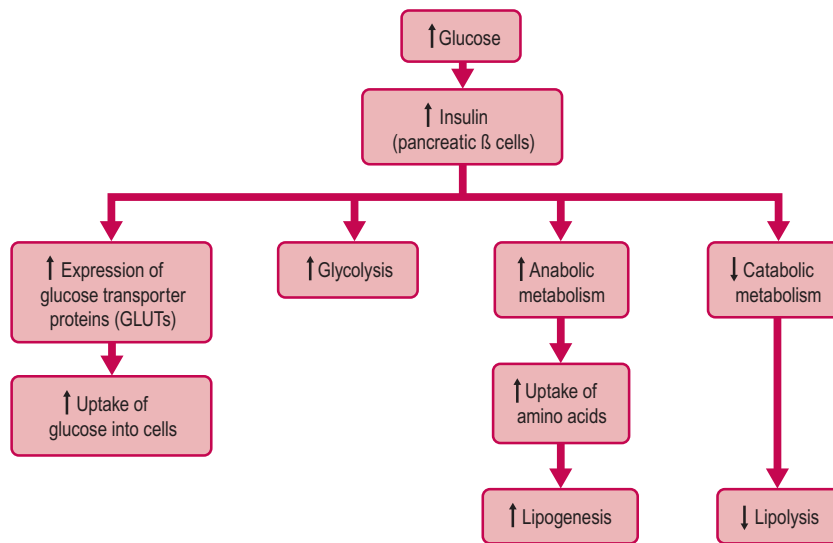 ↑ Glucose
↑ Insulin
(pancreatic ß cells)
↑ Expression of
glucose transporter
proteins (GLUTs)
↑ Glycolysis
↑ Anabolic
metabolism
↓ Catabolic
metabolism
↑ Uptake of
glucose into cells
↑ Uptake of
amino acids
↑ Lipogenesis
↓ Lipolysis